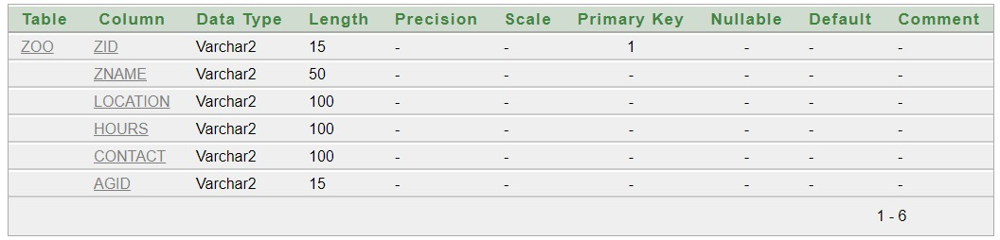 Table Column Data Type Length Precision Scale Primary Key Nullable Default Comment
ZOO ZID Varchar2 15 - - 1 - - -
ZNAME Varchar2 50 - - - - - -
LOCATION Varchar2 100 - - - - - -
HOURS Varchar2 100 - - - - - -
CONTACT Varchar2 100 - - - - - -
AGID Varchar2 15 - - - - - -
1 - 6